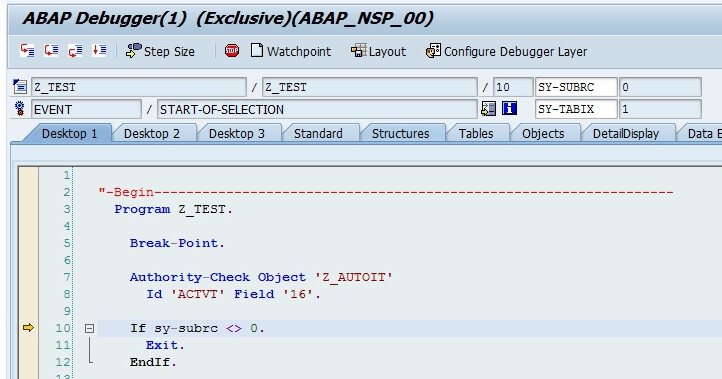 ABAP Debugger(1) (Exclusive)(ABAP_NSP_00)
Step Size STOP Watchpoint Layout Configure Debugger Layer
Z_TEST / Z_TEST / 10 SY-SUBRC 0
EVENT / START-OF-SELECTION SY-TABIX 1
Desktop 1 Desktop 2 Desktop 3 Standard Structures Tables Objects DetailDisplay Data E
1
2 "-Begin-----------------------------------------------------------------
3 Program Z_TEST.
4
5 Break-Point.
6
7 Authority-Check Object 'Z_AUTOIT'
8 Id 'ACTVT' Field '16'.
9
10 If sy-subrc <> 0.
11 Exit.
12 EndIf.
13